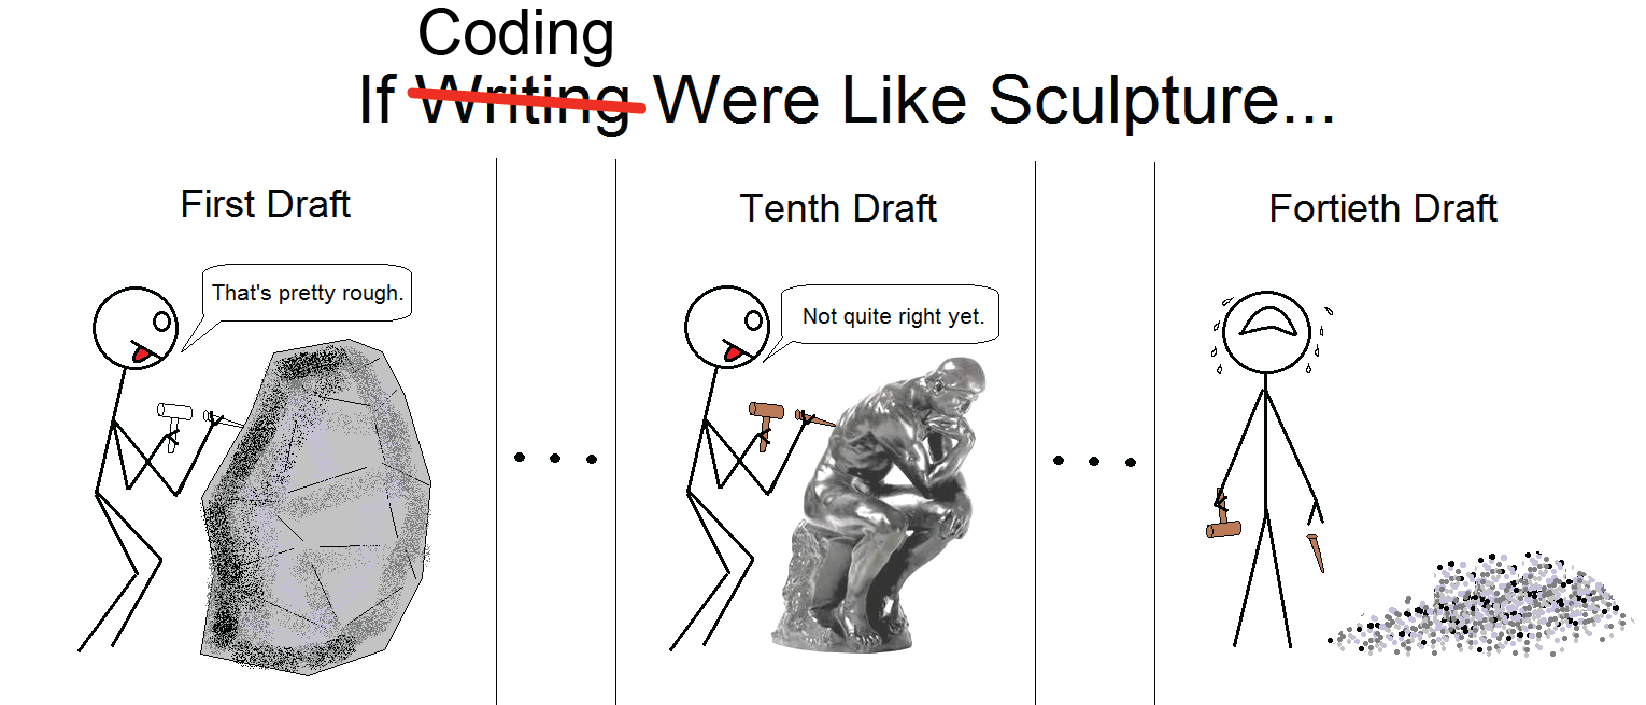 Coding
If Writing Were Like Sculpture...
First Draft
Tenth Draft
Fortieth Draft
That's pretty rough.
Not quite right yet.